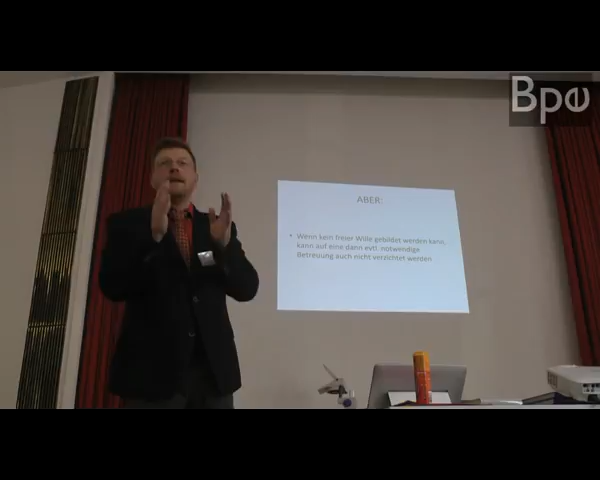 Bpe
ABER:
• Wenn kein freier Wille gebildet werden kann,
kann auf eine dann evtl. notwendige
Betreuung auch nicht verzichtet werden